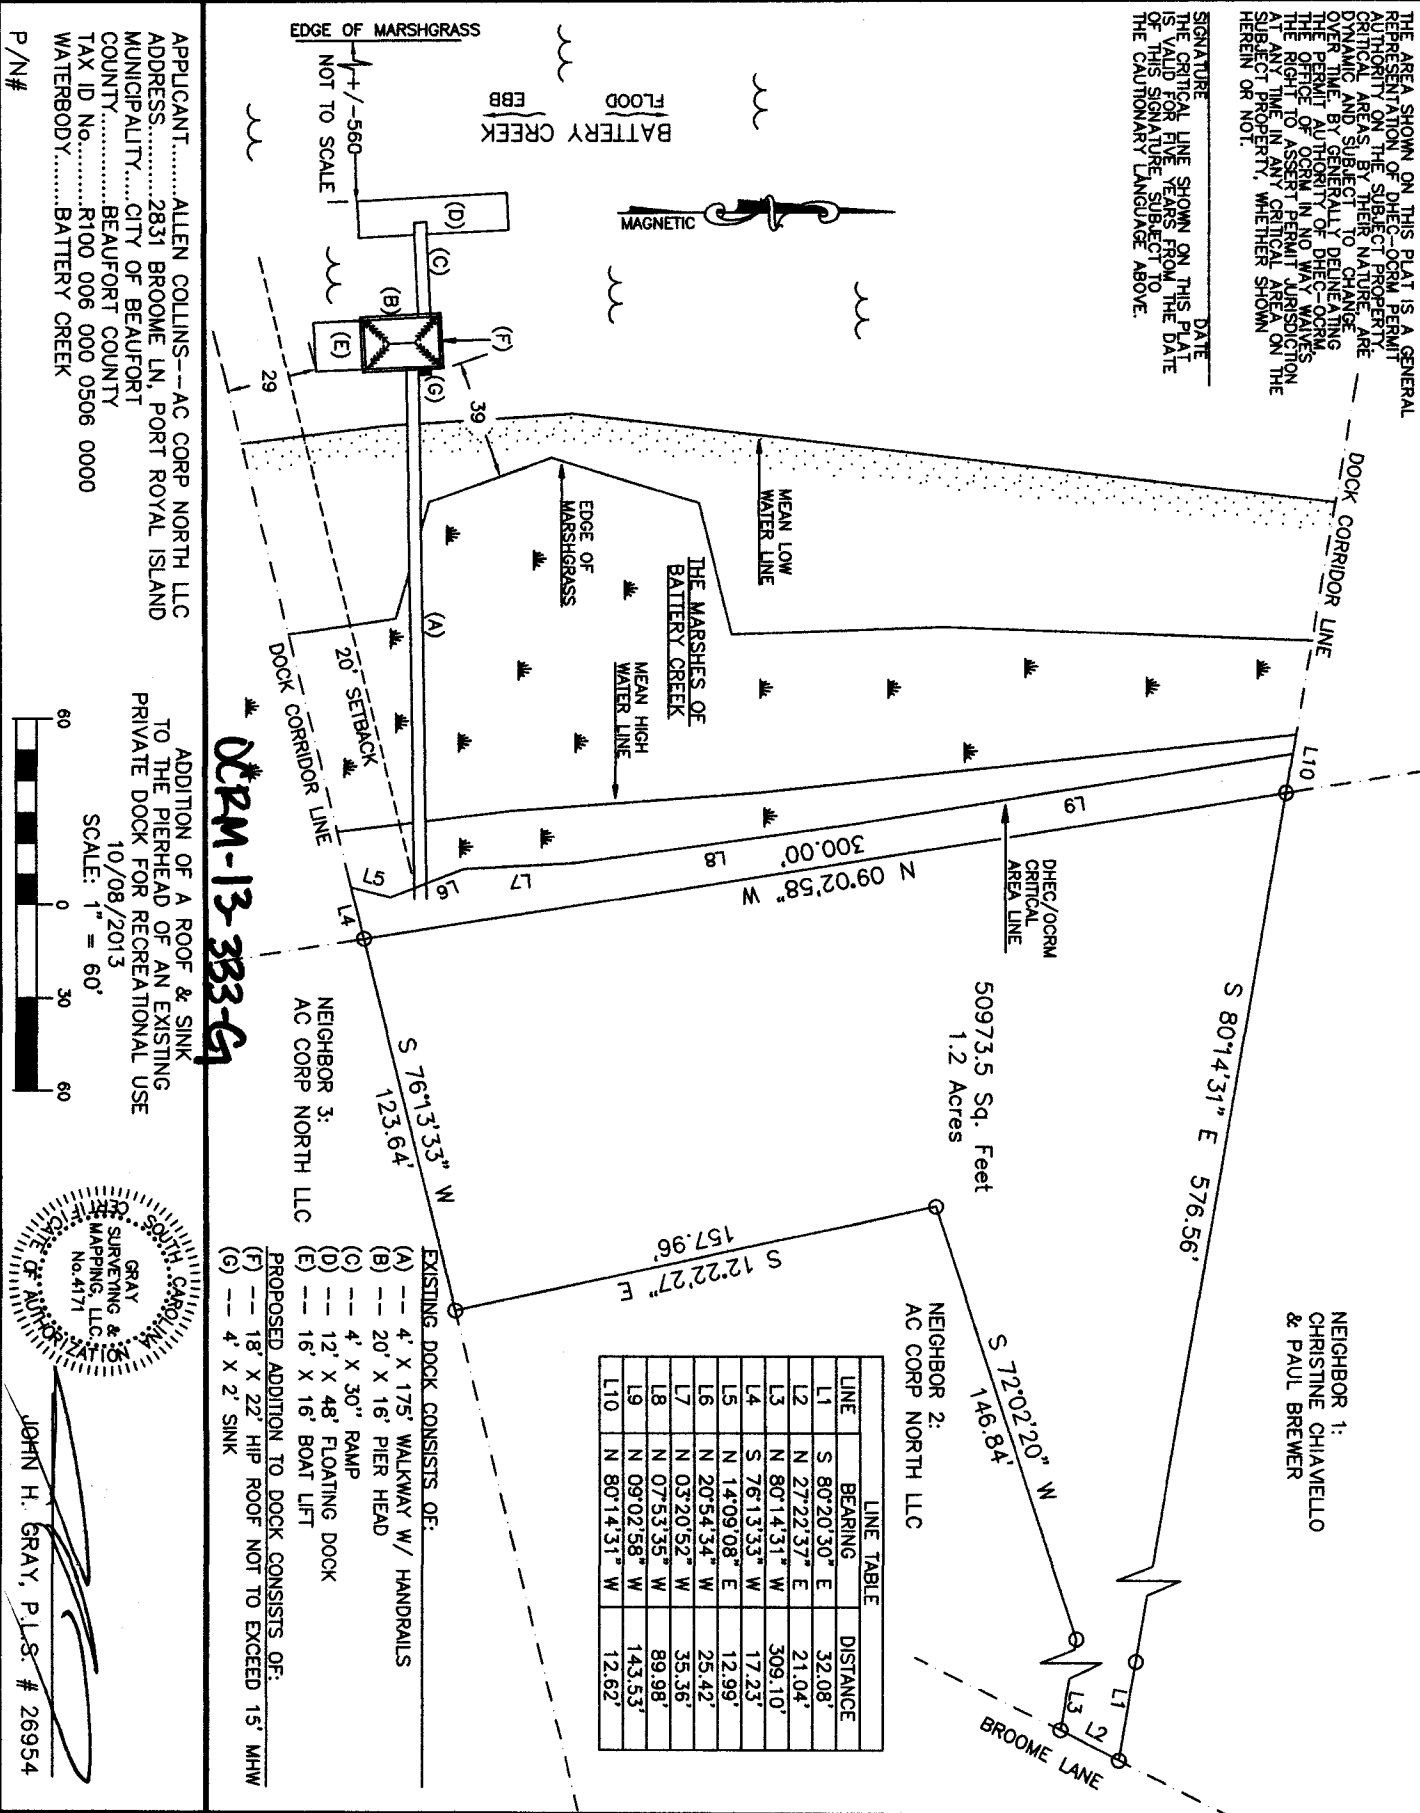 THE AREA SHOWN ON THIS PLAT IS A GENERAL
REPRESENTATION OF DHEC-OCRM PERMIT
AUTHORITY ON THE SUBJECT PROPERTY.
CRITICAL AREAS, BY THEIR NATURE, ARE
DYNAMIC AND SUBJECT TO CHANGE
OVER TIME. BY GENERALLY DELINEATING
THE PERMIT AUTHORITY OF DHEC-OCRM,
THE OFFICE OF OCRM IN NO WAY WAIVES
THE RIGHT TO ASSERT PERMIT JURISDICTION
AT ANY TIME IN ANY CRITICAL AREA ON THE
SUBJECT PROPERTY, WHETHER SHOWN
HEREIN OR NOT.
SIGNATURE DATE
THE CRITICAL LINE SHOWN ON THIS PLAT
IS VALID FOR FIVE YEARS FROM THE DATE
OF THIS SIGNATURE, SUBJECT TO
THE CAUTIONARY LANGUAGE ABOVE.
DOCK CORRIDOR LINE
L10
S 80°14'31" E 576.56'
NEIGHBOR 1:
CHRISTINE CHIAVIELLO
& PAUL BREWER
L1
L2
L3
BROOME LANE
MAGNETIC
BATTERY CREEK
FLOOD
EBB
MEAN LOW
WATER LINE
EDGE OF
MARSHGRASS
THE MARSHES OF
BATTERY CREEK
MEAN HIGH
WATER LINE
DHEC/OCRM
CRITICAL
AREA LINE
L9
L8
L7
L6
L5
L4
N 09°02'58" W
300.00'
50973.5 Sq. Feet
1.2 Acres
S 72°02'20" W
146.84'
NEIGHBOR 2:
AC CORP NORTH LLC
S 12°22'27" E
157.96'
LINE TABLE
LINE BEARING DISTANCE
L1 S 80°20'30" E 32.08'
L2 N 27°22'37" E 21.04'
L3 N 80°14'31" W 309.10'
L4 S 76°13'33" W 17.23'
L5 N 14°09'08" E 12.99'
L6 N 20°54'34" W 25.42'
L7 N 03°20'52" W 35.36'
L8 N 07°53'35" W 89.98'
L9 N 09°02'58" W 143.53'
L10 N 80°14'31" W 12.62'
EDGE OF MARSHGRASS
+/-560
NOT TO SCALE
(D)
(C)
(B)
(E)
(F)
(G)
39
29
(A)
20' SETBACK
DOCK CORRIDOR LINE
S 76°13'33" W
123.64'
NEIGHBOR 3:
AC CORP NORTH LLC
EXISTING DOCK CONSISTS OF:
(A) -- 4' X 175' WALKWAY W/ HANDRAILS
(B) -- 20' X 16' PIER HEAD
(C) -- 4' X 30" RAMP
(D) -- 12' X 48' FLOATING DOCK
(E) -- 16' X 16' BOAT LIFT
PROPOSED ADDITION TO DOCK CONSISTS OF:
(F) -- 18' X 22' HIP ROOF NOT TO EXCEED 15' MHW
(G) -- 4' X 2' SINK
OCRM-13-383-G
APPLICANT.........ALLEN COLLINS--AC CORP NORTH LLC
ADDRESS...........2831 BROOME LN, PORT ROYAL ISLAND
MUNICIPALITY.....CITY OF BEAUFORT
COUNTY............BEAUFORT COUNTY
TAX ID No.........R100 006 000 0506 0000
WATERBODY......BATTERY CREEK
P/N#
ADDITION OF A ROOF & SINK
TO THE PIERHEAD OF AN EXISTING
PRIVATE DOCK FOR RECREATIONAL USE
10/08/2013
SCALE: 1" = 60'
60 0 30 60
SOUTH CAROLINA
GRAY
SURVEYING &
MAPPING, LLC.
No.4171
CERTIFICATE OF AUTHORIZATION
JOHN H. GRAY, P.L.S. # 26954